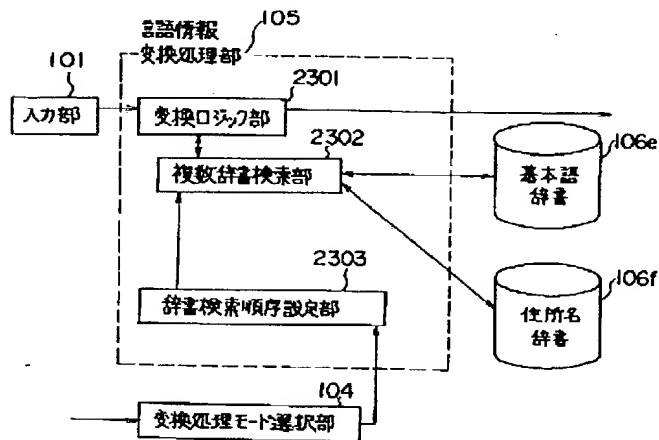 言語情報
変換処理部
105
101
入力部
2301
変換ロジック部
2302
複数辞書検索部
106e
基本語
辞書
2303
辞書検索順序設定部
106f
住所名
辞書
104
変換処理モード選択部